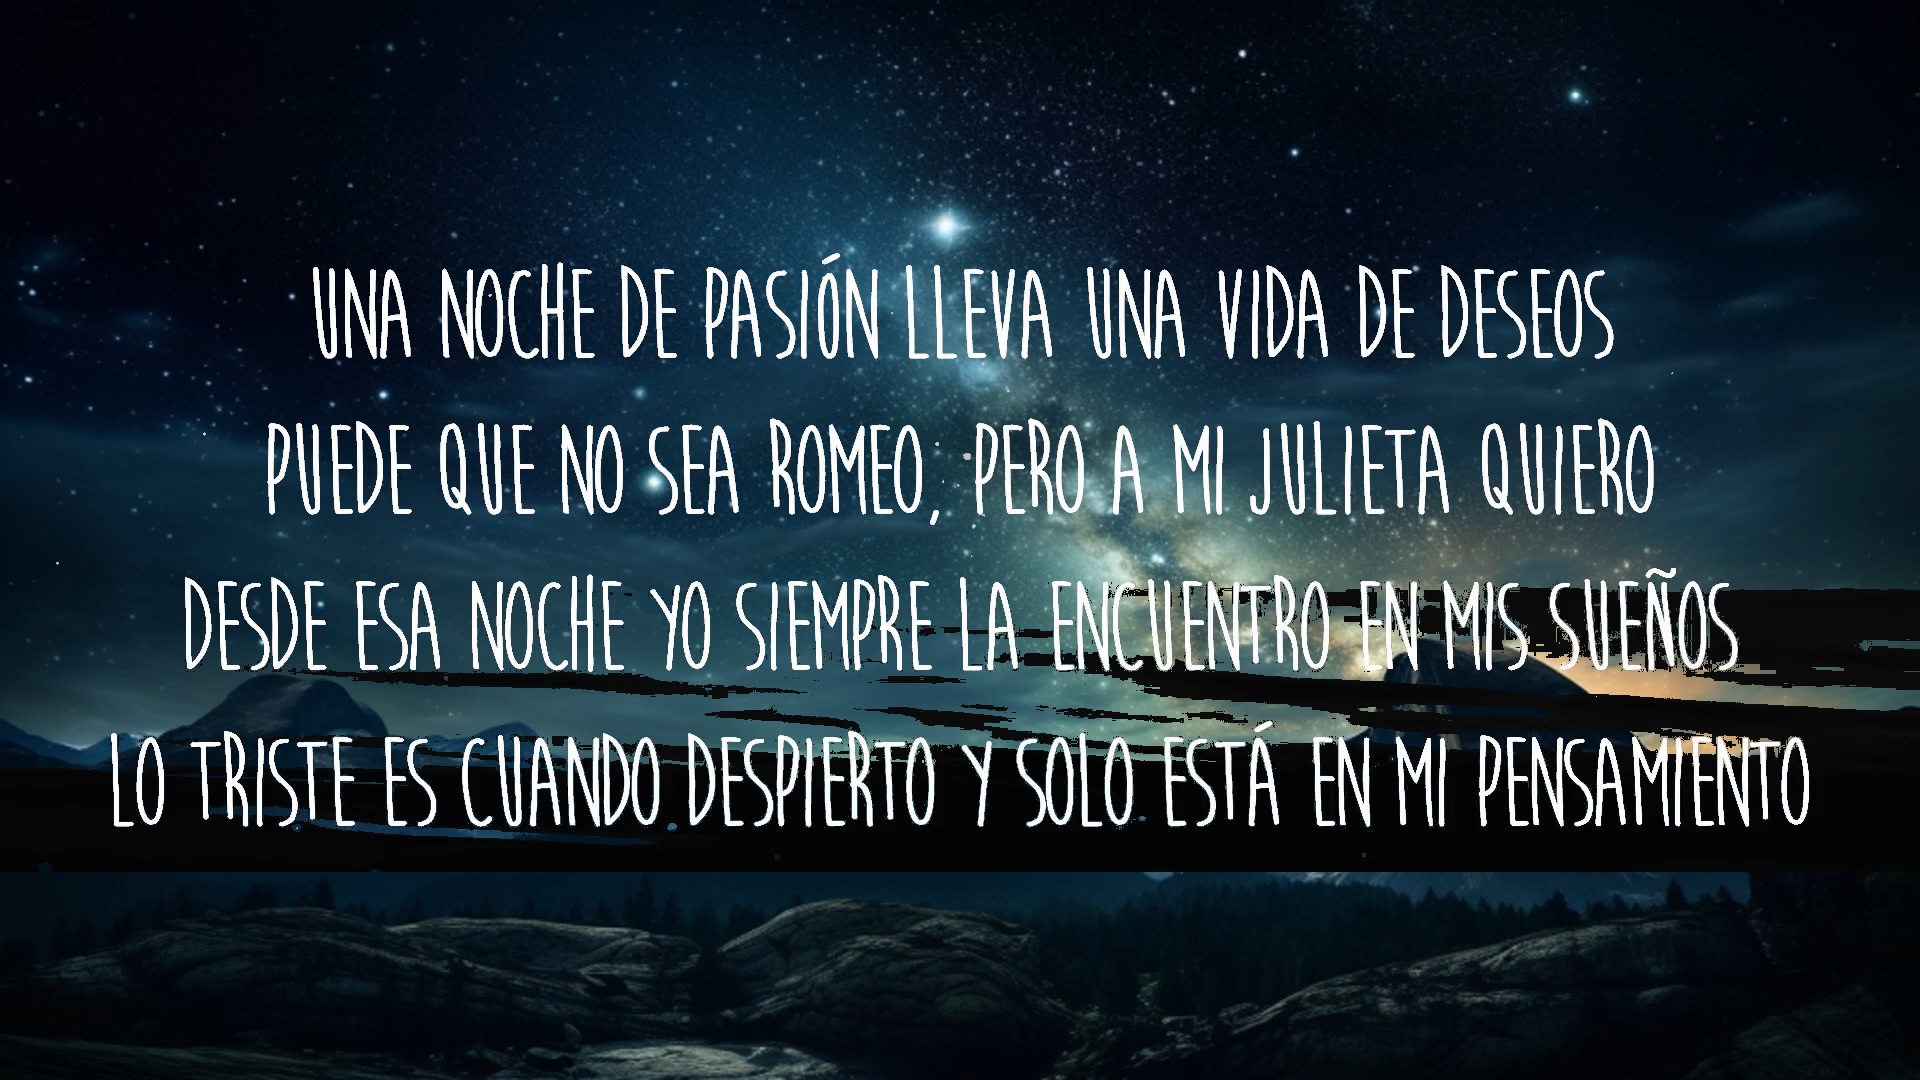 UNA NOCHE DE PASIÓN LLEVA UNA VIDA DE DESEOS
PUEDE QUE NO SEA ROMEO, PERO A MI JULIETA QUIERO
DESDE ESA NOCHE YO SIEMPRE LA ENCUENTRO EN MIS SUEÑOS
LO TRISTE ES CUANDO DESPIERTO Y SOLO ESTÁ EN MI PENSAMIENTO